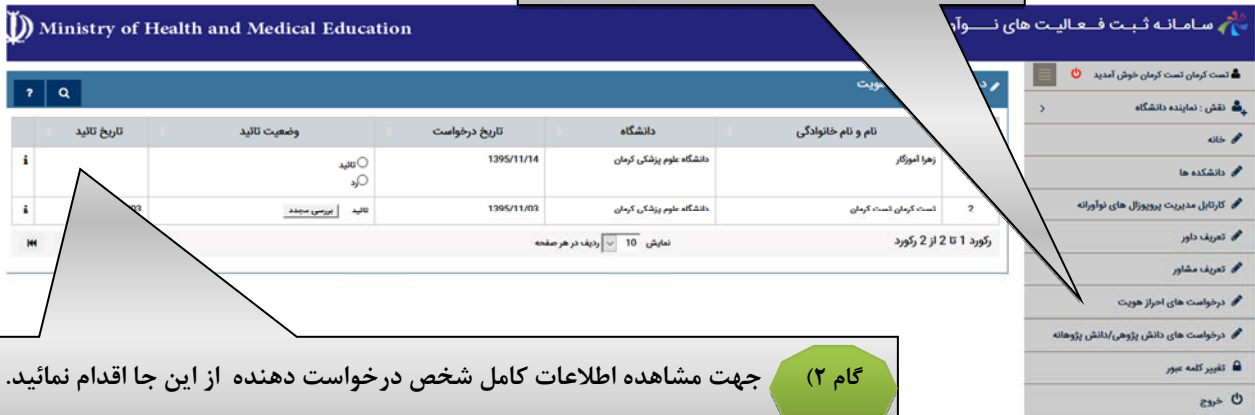 Ministry of Health and Medical Education
سـامـانـه ثـبـت فـعـالیـت های نـــــوآ
تست کرمان تست کرمان خوش آمدید
نقش : نماینده دانشگاه
خانه
دانشکده ها
کارتابل مدیریت پروپوزال های نوآورانه
تعریف داور
تعریف مشاور
درخواست های احراز هویت
درخواست های دانش پژوهی/دانش پژوهانه
تغییر کلمه عبور
خروج
هویت
نام و نام خانوادگی دانشگاه تاریخ درخواست وضعیت تائید تاریخ تائید
زهرا آموزگار دانشگاه علوم پزشکی کرمان 1395/11/14 تائید
رد
2 تست کرمان تست کرمان دانشگاه علوم پزشکی کرمان 1395/11/03 تائید بررسی مجدد 03
رکورد 1 تا 2 از 2 رکورد نمایش 10 ردیف در هر صفحه
گام ۲) جهت مشاهده اطلاعات کامل شخص درخواست دهنده از این جا اقدام نمائید.